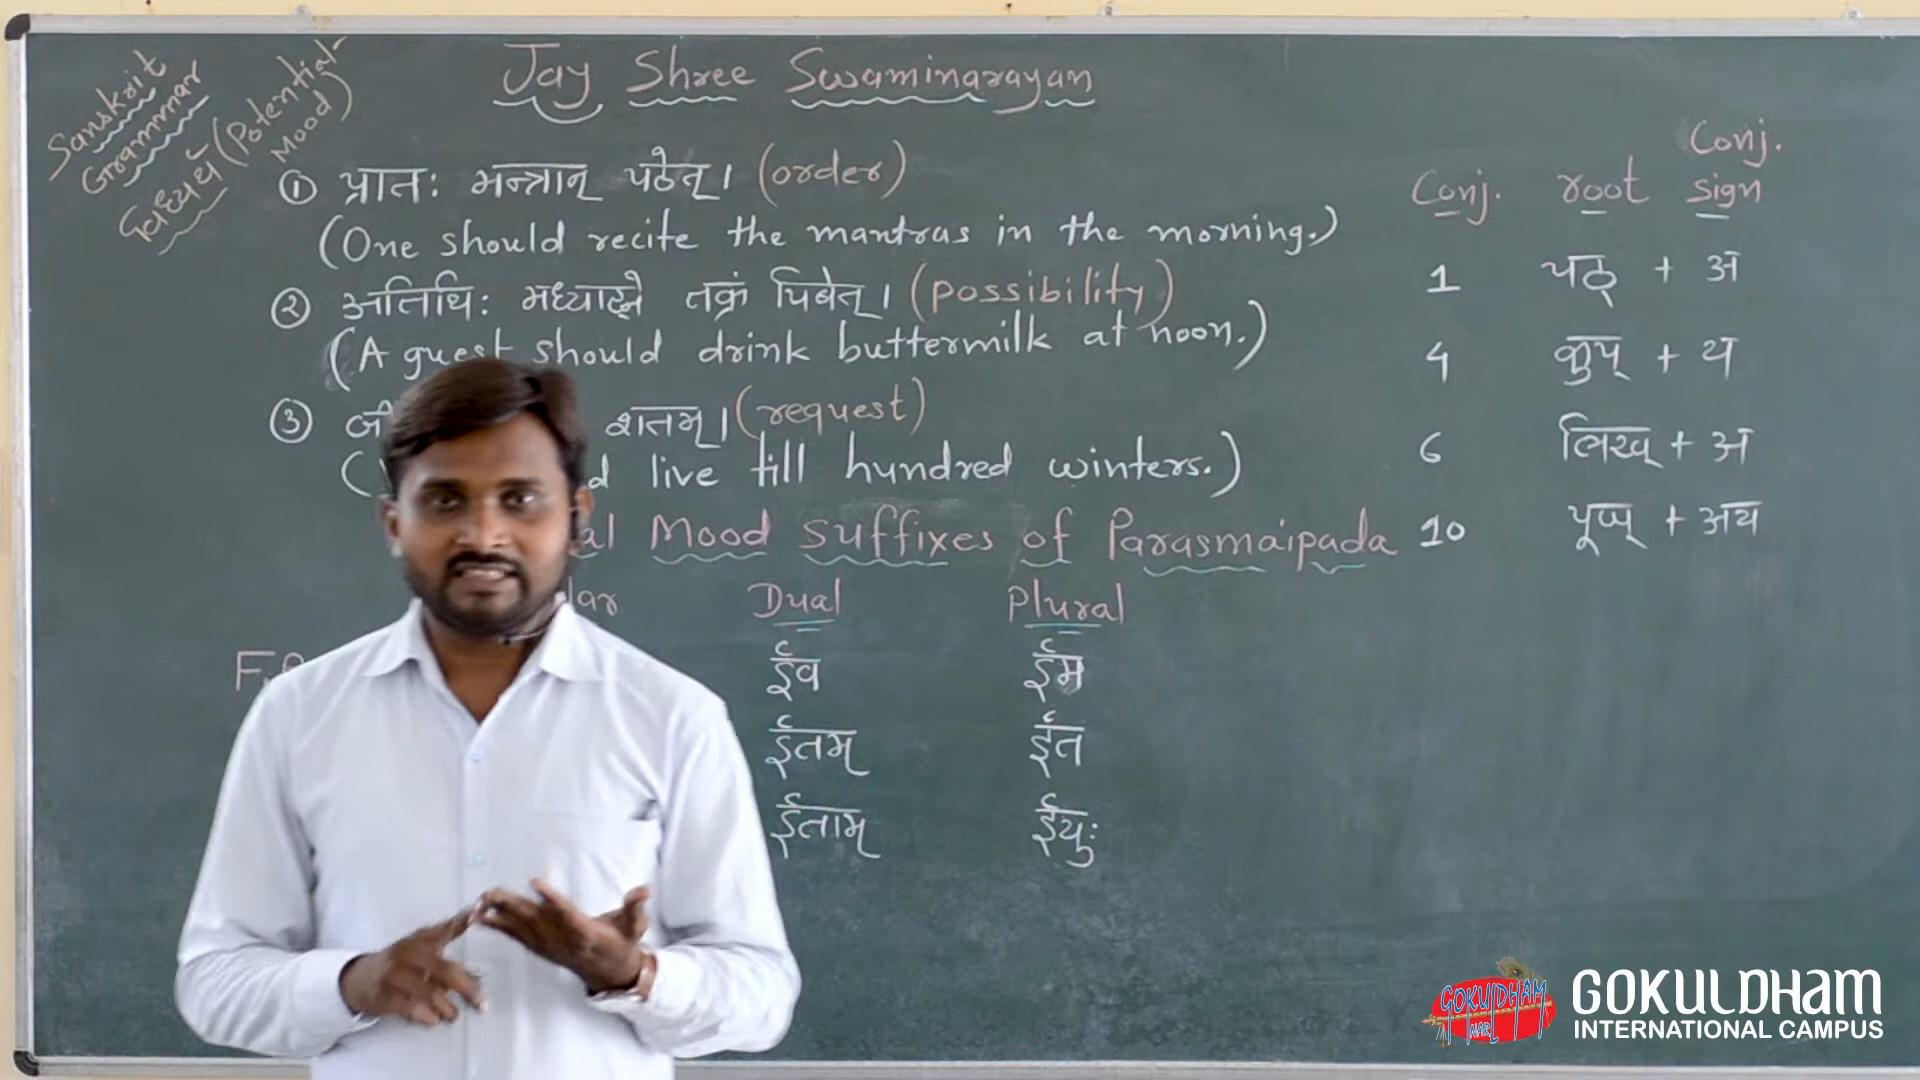 Jay Shree Swaminarayan
Sanskrit
Grammar
विध्यर्थ (Potential
Mood)
① प्रातः मन्त्रान् पठेत्। (order)
(One should recite the mantras in the morning.)
② अतिथिः मध्याह्ने तक्रं पिबेत्। (possibility)
(A guest should drink buttermilk at noon.)
③ शतम्। (request)
live till hundred winters.)
Mood suffixes of Parasmaipada
Dual Plural
ईव ईम
ईतम् ईत
ईताम् ईयुः
Conj. root Conj. sign
1 पठ् + अ
4 कुप् + य
6 लिख् + अ
10 पूज् + अय
GOKULDHAM
NAR
GOKULDHAM
INTERNATIONAL CAMPUS